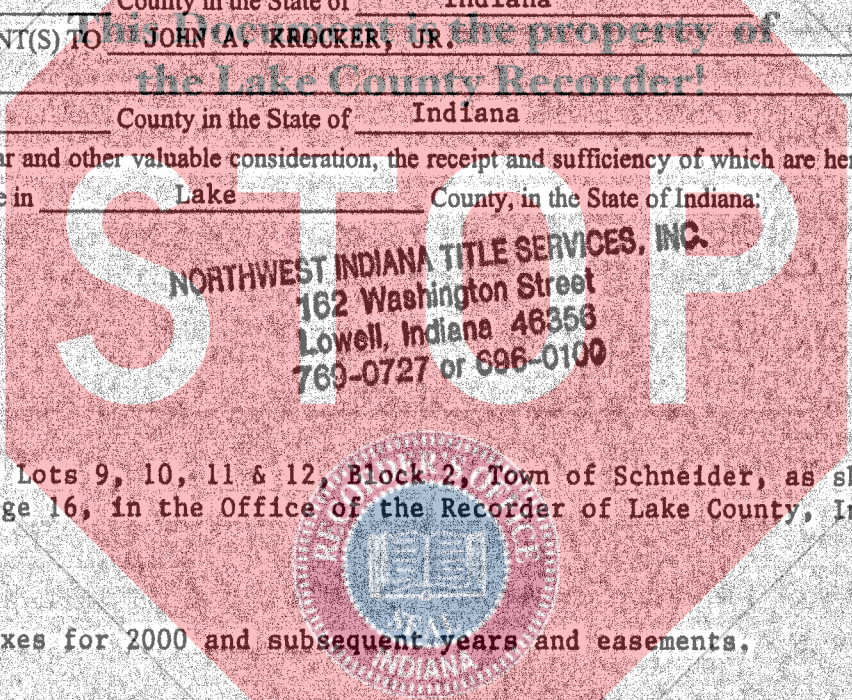 County in the State of Indiana
This Document is the property of
NT(S) TO JOHN A. KROCKER, JR.
the Lake County Recorder!
County in the State of Indiana
ar and other valuable consideration, the receipt and sufficiency of which are her
e in Lake County, in the State of Indiana:
STOP
NORTHWEST INDIANA TITLE SERVICES, INC.
162 Washington Street
Lowell, Indiana 46356
769-0727 or 696-0100
Lots 9, 10, 11 & 12, Block 2, Town of Schneider, as sh
ge 16, in the Office of the Recorder of Lake County, In
RECORDER'S OFFICE
SEAL
INDIANA
xes for 2000 and subsequent years and easements.